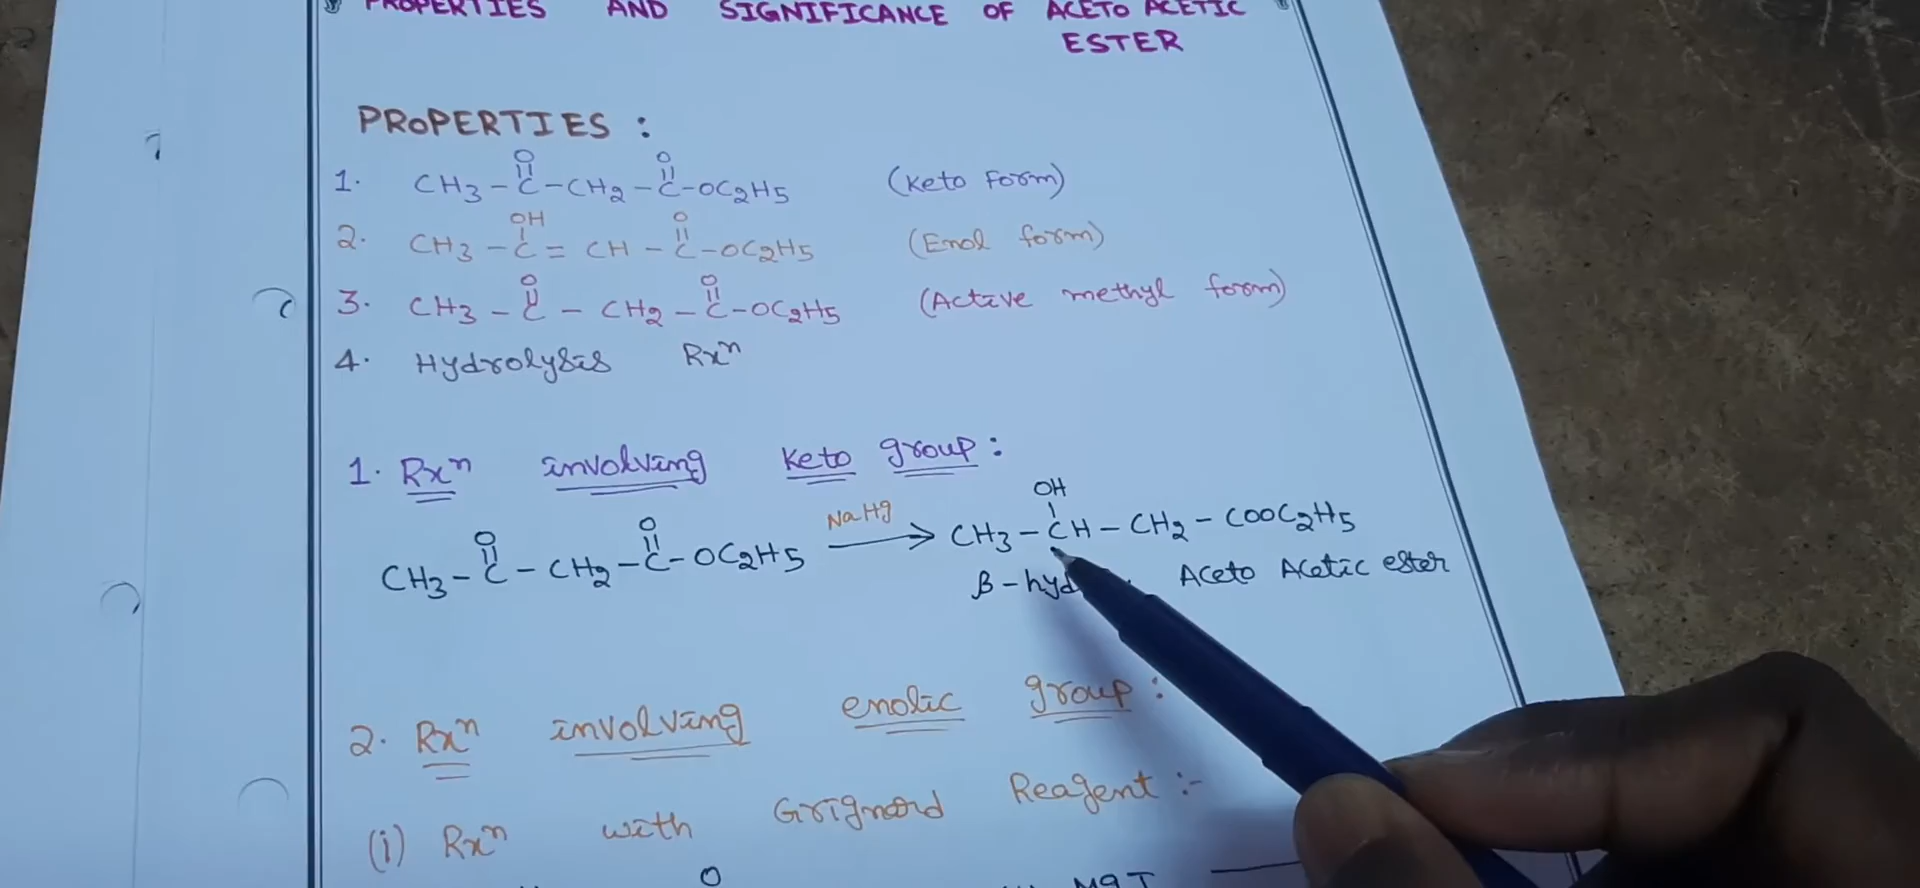 PROPERTIES AND SIGNIFICANCE OF ACETO ACETIC
ESTER
PROPERTIES :
O O
1. CH3 - C - CH2 - C - OC2H5 (Keto Form)
OH O
2. CH3 - C = CH - C - OC2H5 (Enol form)
O O
3. CH3 - C - CH2 - C - OC2H5 (Active methyl form)
4. Hydrolysis Rxⁿ
1. Rxⁿ involving keto group :
O O NaHg OH
CH3 - C - CH2 - C - OC2H5 → CH3 - CH - CH2 - COOC2H5
β - hyd Aceto Acetic ester
2. Rxⁿ involving enolic group :
(i) Rxⁿ with Grignard Reagent :-
O MgI